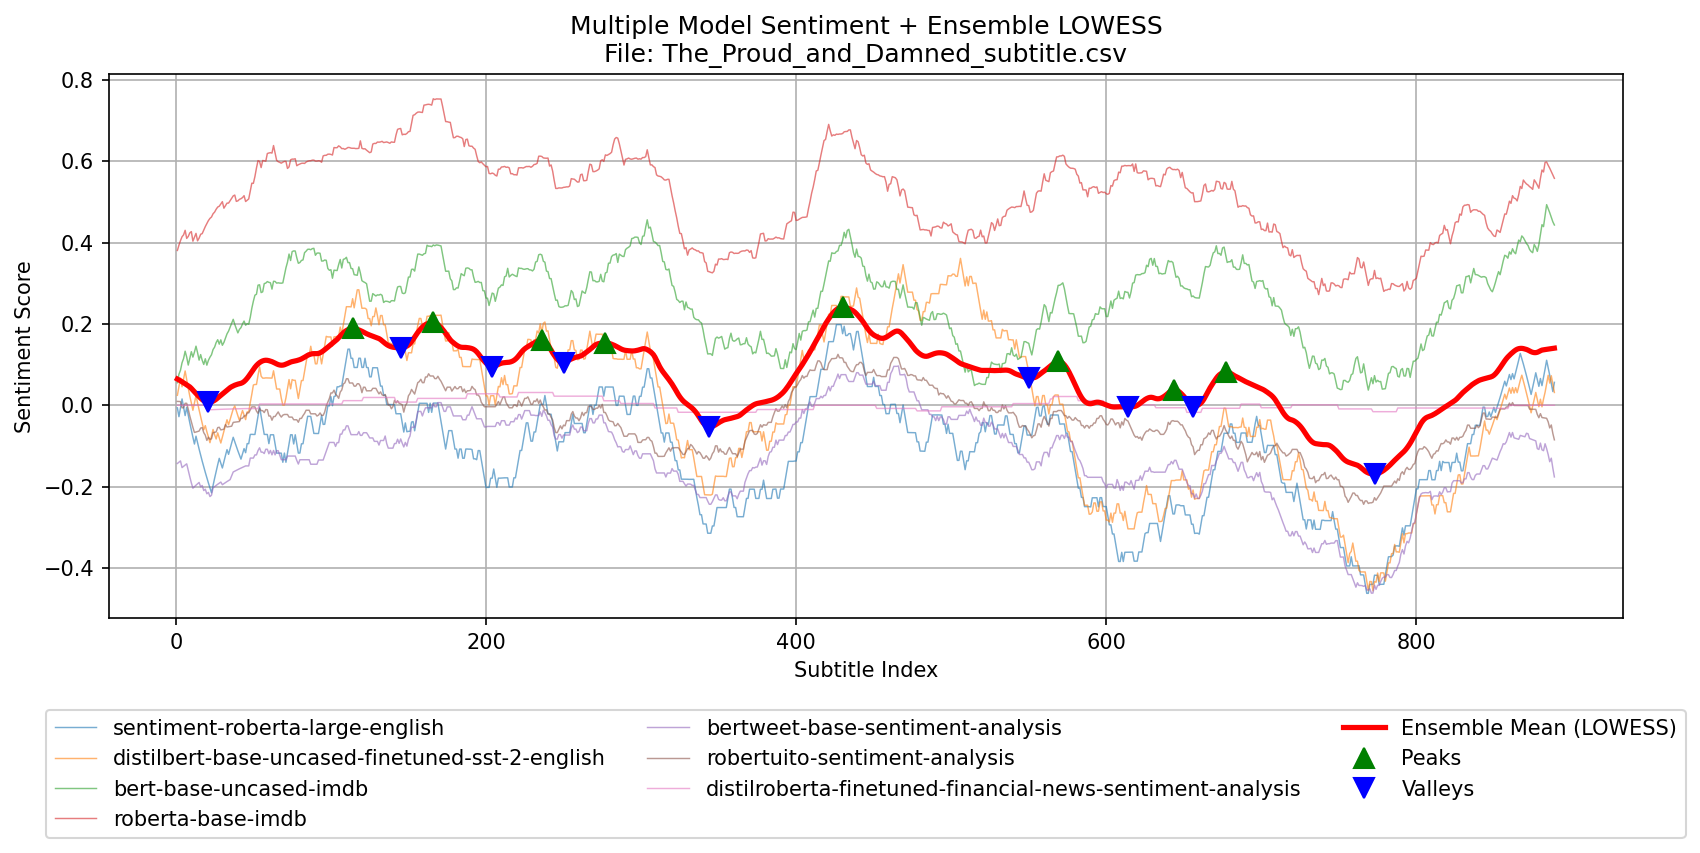 Multiple Model Sentiment + Ensemble LOWESS
File: The_Proud_and_Damned_subtitle.csv
Sentiment Score
0.8
0.6
0.4
0.2
0.0
−0.2
−0.4
0
200
400
600
800
Subtitle Index
sentiment-roberta-large-english
distilbert-base-uncased-finetuned-sst-2-english
bert-base-uncased-imdb
roberta-base-imdb
bertweet-base-sentiment-analysis
robertuito-sentiment-analysis
distilroberta-finetuned-financial-news-sentiment-analysis
Ensemble Mean (LOWESS)
Peaks
Valleys